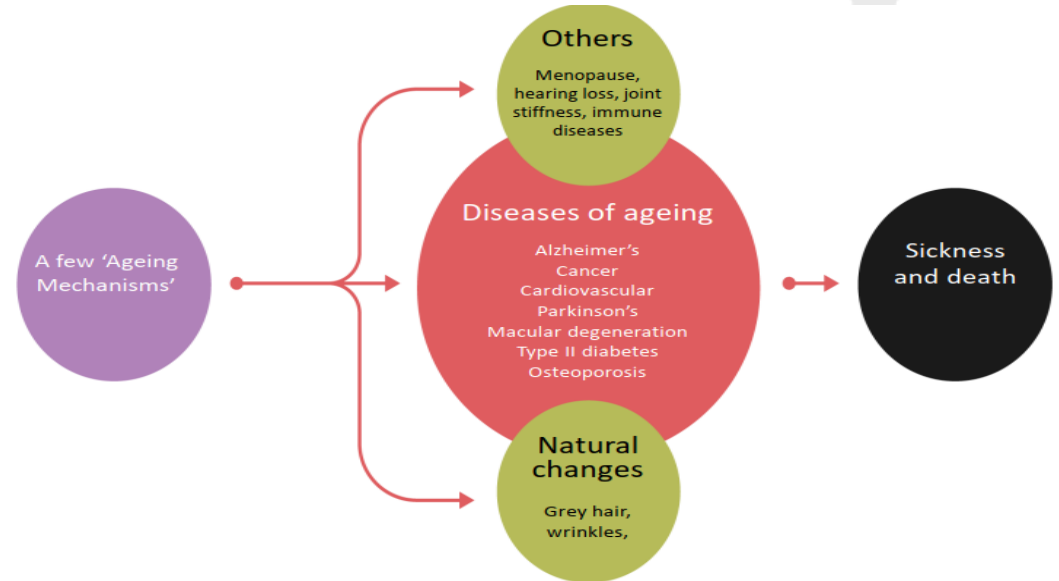 Others
Menopause,
hearing loss, joint
stiffness, immune
diseases
A few ‘Ageing
Mechanisms’
Diseases of ageing
Alzheimer’s
Cancer
Cardiovascular
Parkinson’s
Macular degeneration
Type II diabetes
Osteoporosis
Sickness
and death
Natural
changes
Grey hair,
wrinkles,